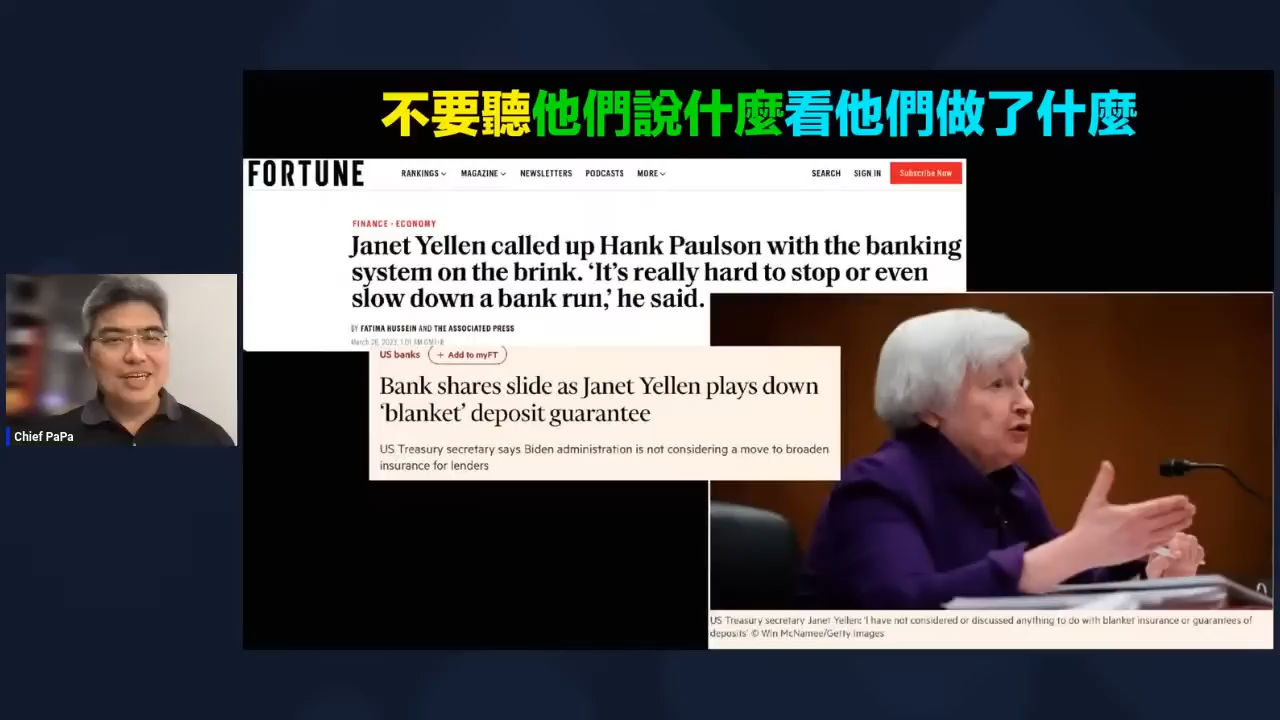 不要聽他們說什麼看他們做了什麼
FORTUNE
RANKINGS MAGAZINE NEWSLETTERS PODCASTS MORE SEARCH SIGN IN Subscribe Now
FINANCE · ECONOMY
Janet Yellen called up Hank Paulson with the banking
system on the brink. ‘It’s really hard to stop or even
slow down a bank run,’ he said.
BY FATIMA HUSSEIN AND THE ASSOCIATED PRESS
US banks + Add to myFT
Bank shares slide as Janet Yellen plays down
‘blanket’ deposit guarantee
US Treasury secretary says Biden administration is not considering a move to broaden
insurance for lenders
Chief PaPa
US Treasury secretary Janet Yellen: ‘I have not considered or discussed anything to do with blanket insurance or guarantees of
deposits’ © Win McNamee/Getty Images